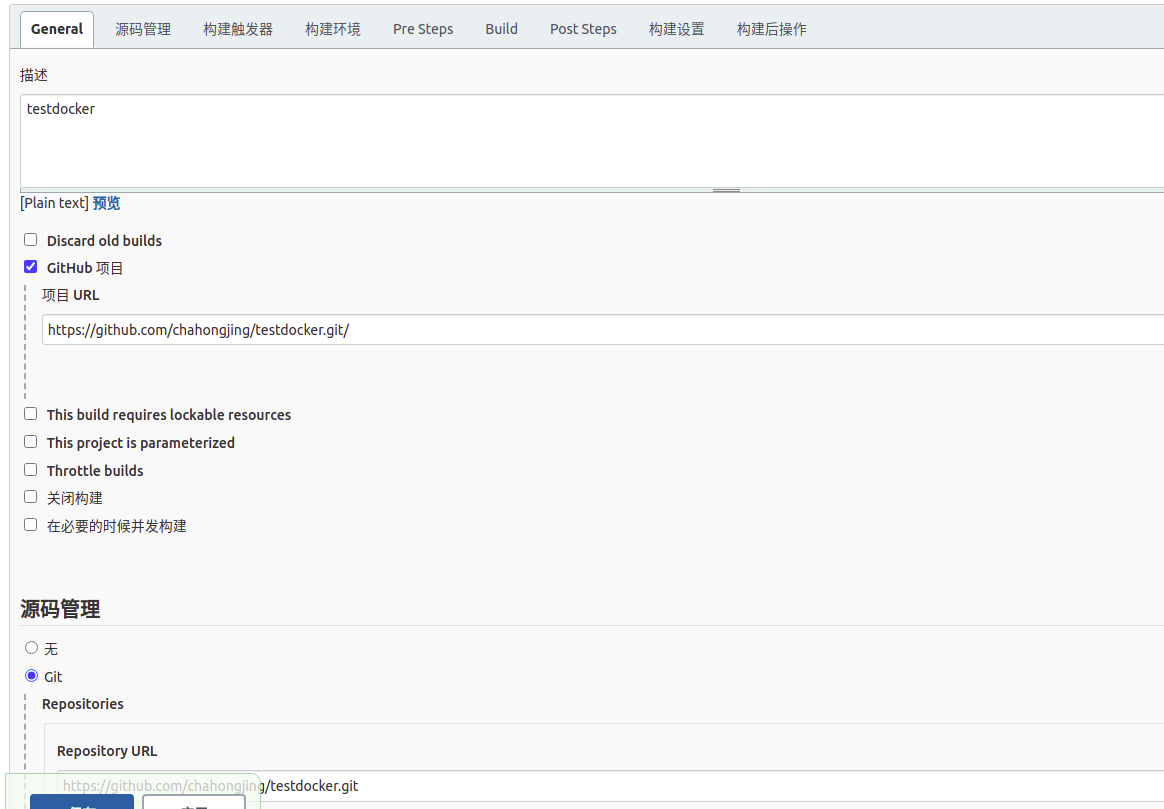 General 源码管理 构建触发器 构建环境 Pre Steps Build Post Steps 构建设置 构建后操作
描述
testdocker
[Plain text] 预览
Discard old builds
GitHub 项目
项目 URL
https://github.com/chahongjing/testdocker.git/
This build requires lockable resources
This project is parameterized
Throttle builds
关闭构建
在必要的时候并发构建
源码管理
无
Git
Repositories
Repository URL
https://github.com/chahongjing/testdocker.git